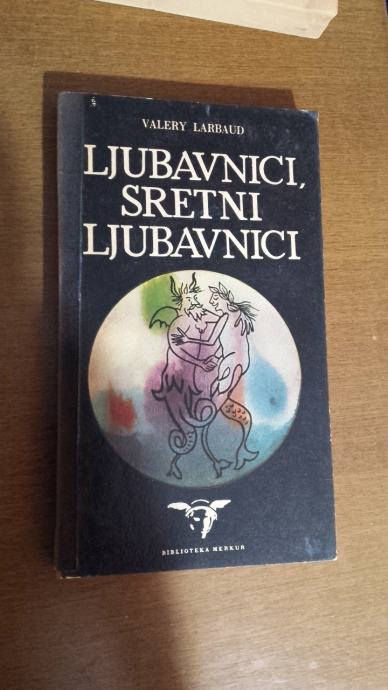 VALERY LARBAUD
LJUBAVNICI,
SRETNI
LJUBAVNICI
BIBLIOTEKA MERKUR